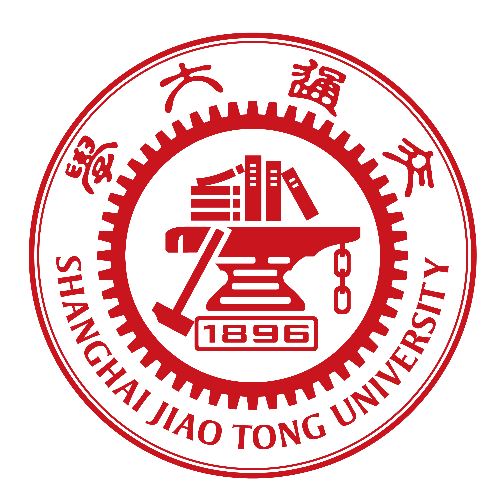 交通大學
1896
SHANGHAI JIAO TONG UNIVERSITY